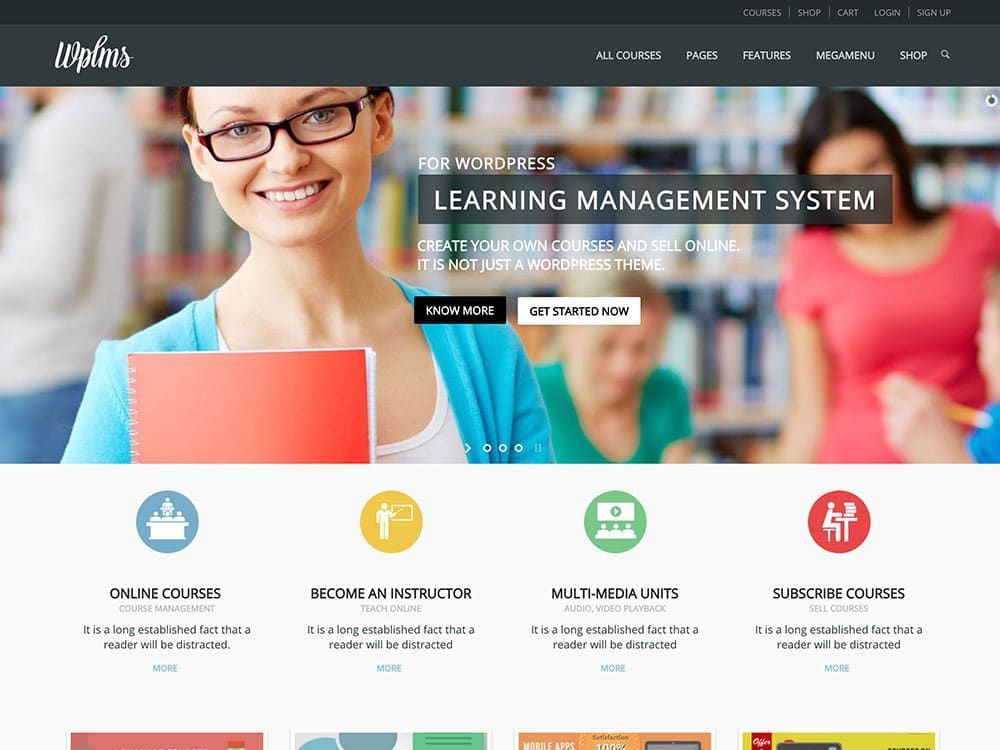 COURSES SHOP CART LOGIN SIGN UP
Wplms
ALL COURSES PAGES FEATURES MEGAMENU SHOP
FOR WORDPRESS
LEARNING MANAGEMENT SYSTEM
CREATE YOUR OWN COURSES AND SELL ONLINE.
IT IS NOT JUST A WORDPRESS THEME.
KNOW MORE GET STARTED NOW
ONLINE COURSES
COURSE MANAGEMENT
It is a long established fact that a
reader will be distracted.
MORE
BECOME AN INSTRUCTOR
TEACH ONLINE
It is a long established fact that a
reader will be distracted
MORE
MULTI-MEDIA UNITS
AUDIO, VIDEO PLAYBACK
It is a long established fact that a
reader will be distracted
MORE
SUBSCRIBE COURSES
SELL COURSES
It is a long established fact that a
reader will be distracted
MORE
MOBILE APPS
Satisfaction
100%
Offer